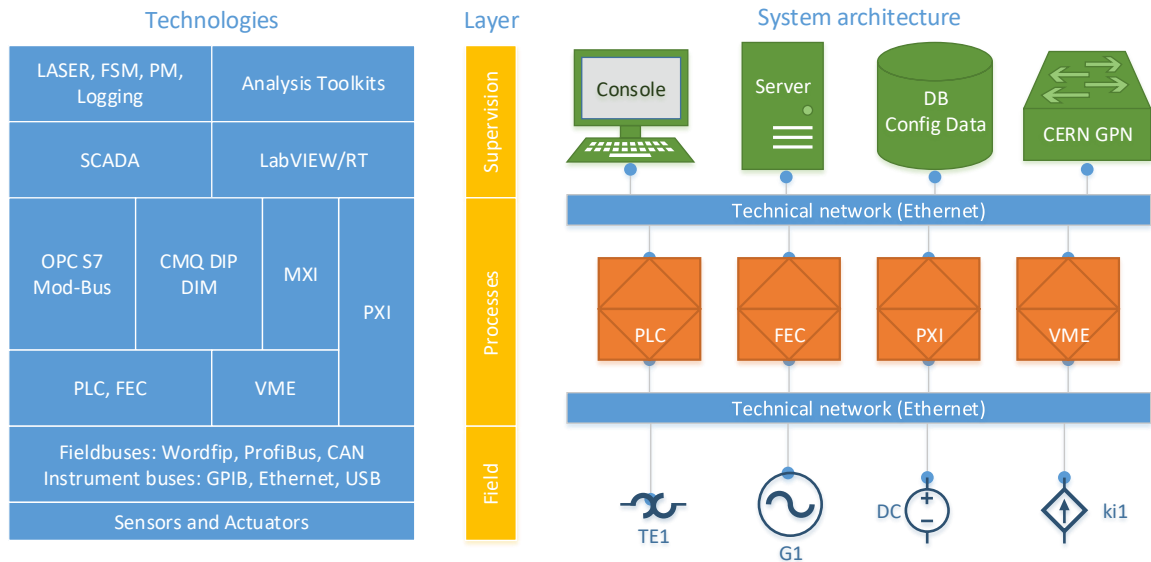 Technologies
Layer
System architecture
LASER, FSM, PM,
Logging
Analysis Toolkits
SCADA
LabVIEW/RT
OPC S7
Mod-Bus
CMQ DIP
DIM
MXI
PXI
PLC, FEC
VME
Fieldbuses: Wordfip, ProfiBus, CAN
Instrument buses: GPIB, Ethernet, USB
Sensors and Actuators
Supervision
Processes
Field
Console
Server
DB
Config Data
CERN GPN
Technical network (Ethernet)
PLC
FEC
PXI
VME
Technical network (Ethernet)
TE1
G1
DC
ki1